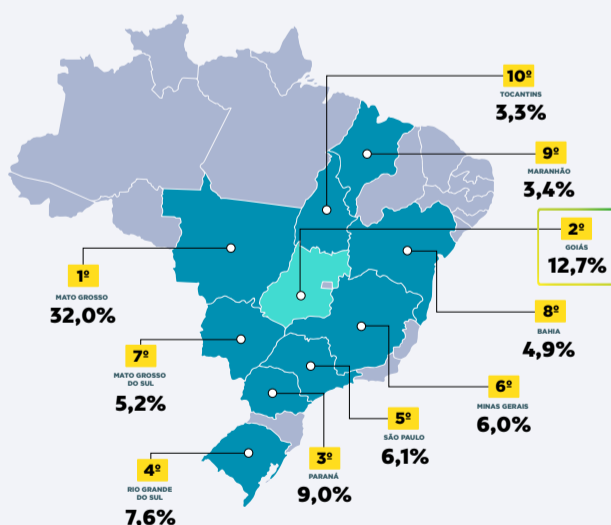 10º
TOCANTINS
3,3%
9º
MARANHÃO
3,4%
2º
GOIÁS
12,7%
1º
MATO GROSSO
32,0%
8º
BAHIA
4,9%
7º
MATO GROSSO
DO SUL
5,2%
6º
MINAS GERAIS
6,0%
5º
SÃO PAULO
6,1%
3º
PARANÁ
9,0%
4º
RIO GRANDE
DO SUL
7,6%